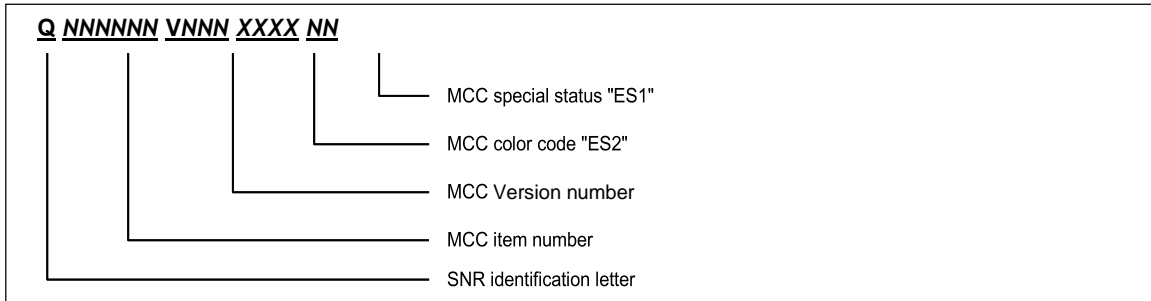 Q NNNNNN VNNN XXXX NN
MCC special status "ES1"
MCC color code "ES2"
MCC Version number
MCC item number
SNR identification letter